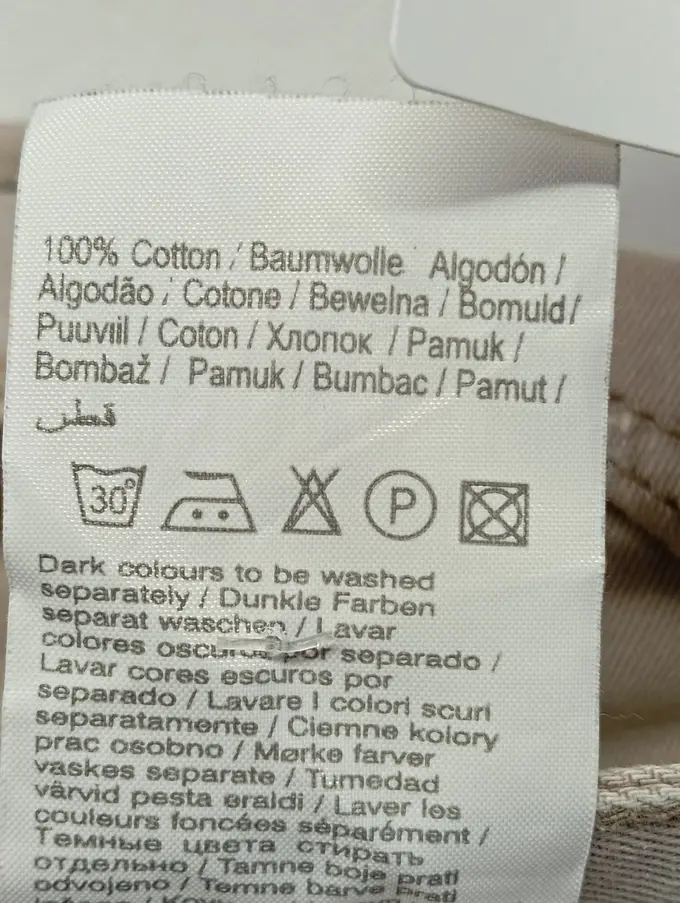 100% Cotton / Baumwolle Algodón /
Algodão / Cotone / Bewelna / Bomuld /
Puuviil / Coton / Хлопок / Pamuk /
Bombaž / Pamuk / Bumbac / Pamut /
قطن
30° P
Dark colours to be washed
separately / Dunkle Farben
separat waschen / Lavar
colores oscuros por separado /
Lavar cores escuros por
separado / Lavare I colori scuri
separatamente / Ciemne kolory
prac osobno / Mørke farver
vaskes separate / Tumedad
värvid pesta eraldi / Laver les
couleurs foncées séparément /
Темные цвета стирать
отдельно / Tamne boje prati
odvojeno / Temne barve prati